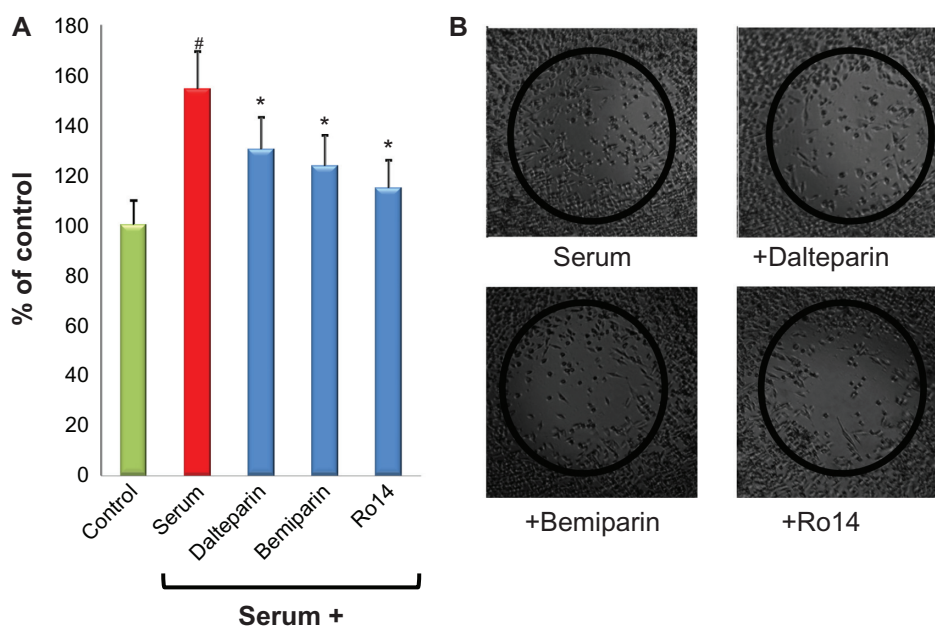 A
% of control
180
160
140
120
100
80
60
40
20
0
#
*
*
*
Control
Serum
Dalteparin
Bemiparin
Ro14
Serum +
B
Serum
+Dalteparin
+Bemiparin
+Ro14